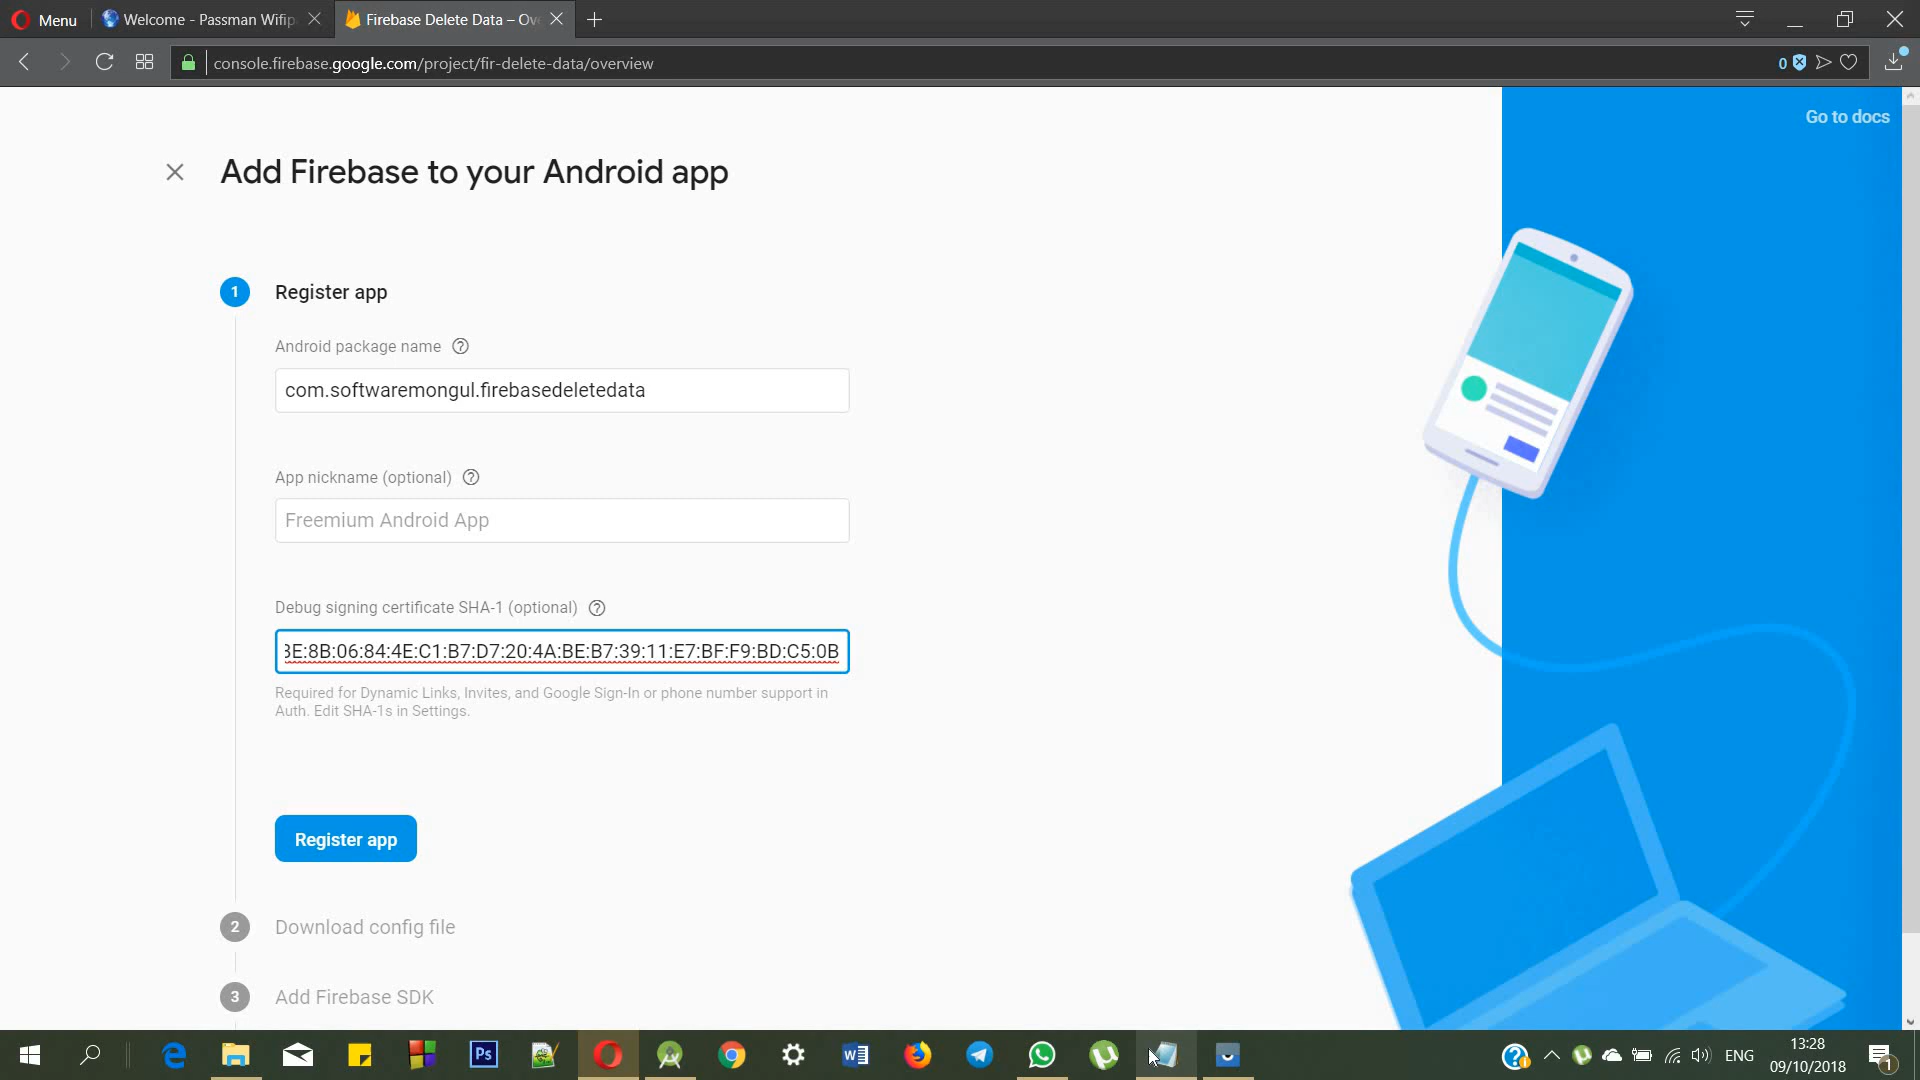 Menu
Welcome - Passman Wifip
Firebase Delete Data – Ov
console.firebase.google.com/project/fir-delete-data/overview
0
Go to docs
Add Firebase to your Android app
1
Register app
Android package name ?
com.softwaremongul.firebasedeletedata
App nickname (optional) ?
Freemium Android App
Debug signing certificate SHA-1 (optional) ?
3E:8B:06:84:4E:C1:B7:D7:20:4A:BE:B7:39:11:E7:BF:F9:BD:C5:0B
Required for Dynamic Links, Invites, and Google Sign-In or phone number support in
Auth. Edit SHA-1s in Settings.
Register app
2
Download config file
3
Add Firebase SDK
Ps
W
ENG
13:28
09/10/2018
1